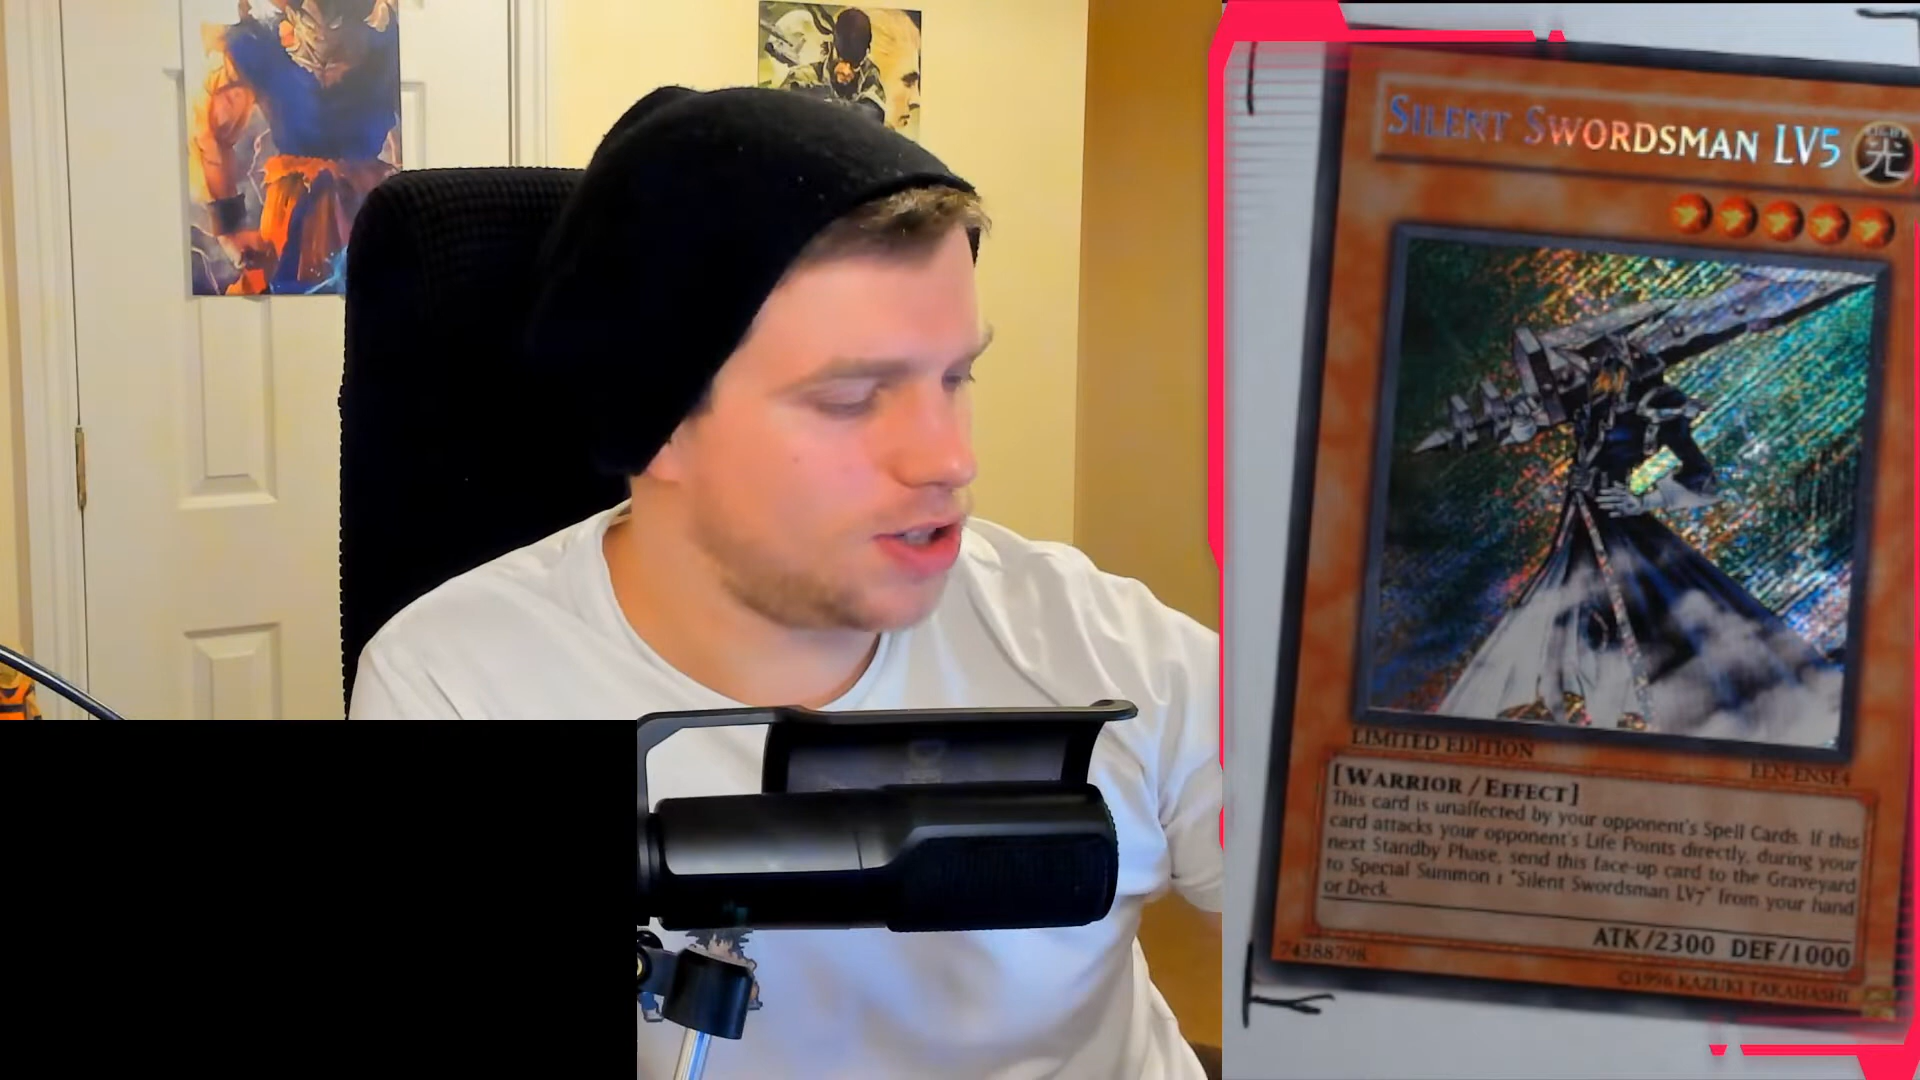 SILENT SWORDSMAN LV5
LIGHT
光
LIMITED EDITION
EEN-ENSE4
[WARRIOR/EFFECT]
This card is unaffected by your opponent's Spell Cards. If this
card attacks your opponent's Life Points directly, during your
next Standby Phase, send this face-up card to the Graveyard
to Special Summon 1 "Silent Swordsman LV7" from your hand
or Deck.
ATK/2300 DEF/1000
74388798
©1996 KAZUKI TAKAHASHI